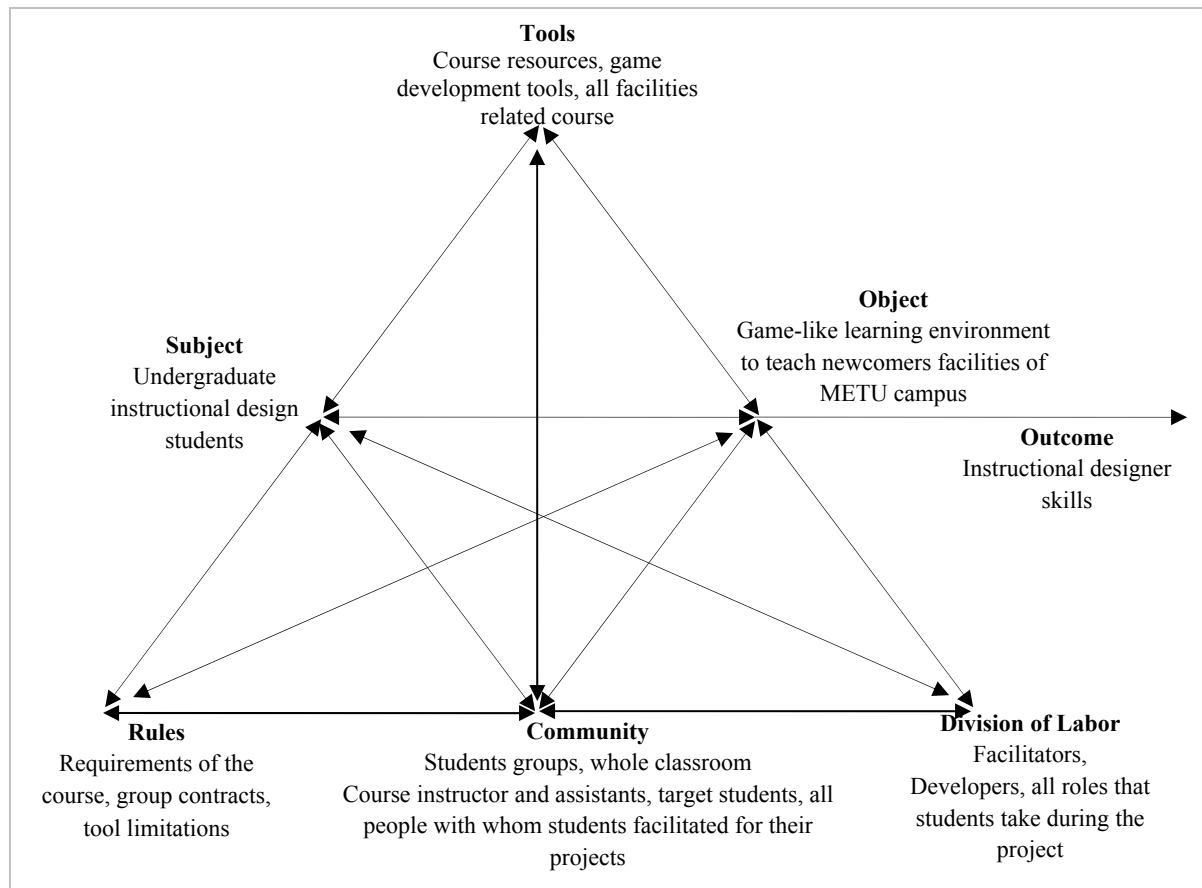 Tools
Course resources, game
development tools, all facilities
related course
Object
Game-like learning environment
to teach newcomers facilities of
METU campus
Subject
Undergraduate
instructional design
students
Outcome
Instructional designer
skills
Rules
Requirements of the
course, group contracts,
tool limitations
Community
Students groups, whole classroom
Course instructor and assistants, target students, all
people with whom students facilitated for their
projects
Division of Labor
Facilitators,
Developers, all roles that
students take during the
project